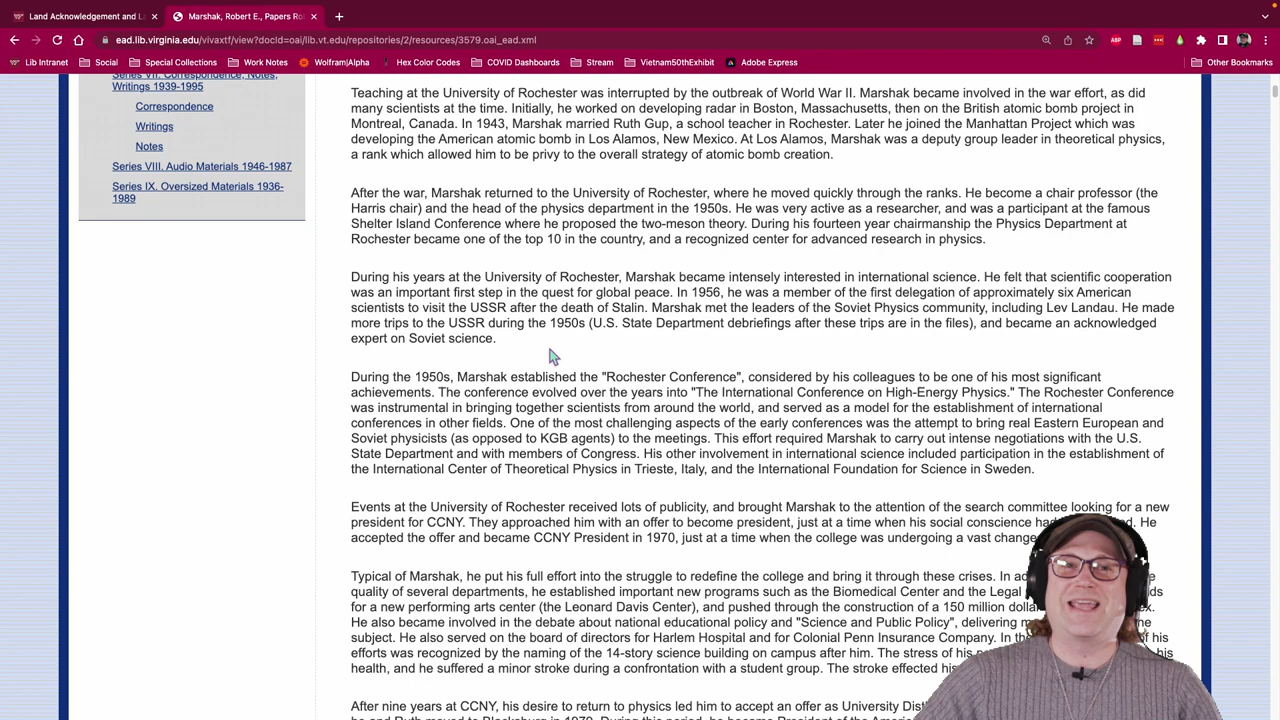 Land Acknowledgement and L
Marshak, Robert E., Papers Ro
ead.lib.virginia.edu/vivaxtf/view?docId=oai/lib.vt.edu/repositories/2/resources/3579.oai_ead.xml
Lib Intranet
Social
Special Collections
Work Notes
Wolfram|Alpha
Hex Color Codes
COVID Dashboards
Stream
Vietnam50thExhibit
Adobe Express
Other Bookmarks
Series VII. Correspondence, Notes,
Writings 1939-1995
Correspondence
Writings
Notes
Series VIII. Audio Materials 1946-1987
Series IX. Oversized Materials 1936-
1989
Teaching at the University of Rochester was interrupted by the outbreak of World War II. Marshak became involved in the war effort, as did
many scientists at the time. Initially, he worked on developing radar in Boston, Massachusetts, then on the British atomic bomb project in
Montreal, Canada. In 1943, Marshak married Ruth Gup, a school teacher in Rochester. Later he joined the Manhattan Project which was
developing the American atomic bomb in Los Alamos, New Mexico. At Los Alamos, Marshak was a deputy group leader in theoretical physics,
a rank which allowed him to be privy to the overall strategy of atomic bomb creation.
After the war, Marshak returned to the University of Rochester, where he moved quickly through the ranks. He become a chair professor (the
Harris chair) and the head of the physics department in the 1950s. He was very active as a researcher, and was a participant at the famous
Shelter Island Conference where he proposed the two-meson theory. During his fourteen year chairmanship the Physics Department at
Rochester became one of the top 10 in the country, and a recognized center for advanced research in physics.
During his years at the University of Rochester, Marshak became intensely interested in international science. He felt that scientific cooperation
was an important first step in the quest for global peace. In 1956, he was a member of the first delegation of approximately six American
scientists to visit the USSR after the death of Stalin. Marshak met the leaders of the Soviet Physics community, including Lev Landau. He made
more trips to the USSR during the 1950s (U.S. State Department debriefings after these trips are in the files), and became an acknowledged
expert on Soviet science.
During the 1950s, Marshak established the "Rochester Conference", considered by his colleagues to be one of his most significant
achievements. The conference evolved over the years into "The International Conference on High-Energy Physics." The Rochester Conference
was instrumental in bringing together scientists from around the world, and served as a model for the establishment of international
conferences in other fields. One of the most challenging aspects of the early conferences was the attempt to bring real Eastern European and
Soviet physicists (as opposed to KGB agents) to the meetings. This effort required Marshak to carry out intense negotiations with the U.S.
State Department and with members of Congress. His other involvement in international science included participation in the establishment of
the International Center of Theoretical Physics in Trieste, Italy, and the International Foundation for Science in Sweden.
Events at the University of Rochester received lots of publicity, and brought Marshak to the attention of the search committee looking for a new
president for CCNY. They approached him with an offer to become president, just at a time when his social conscience had He
accepted the offer and became CCNY President in 1970, just at a time when the college was undergoing a vast change
Typical of Marshak, he put his full effort into the struggle to redefine the college and bring it through these crises. In
quality of several departments, he established important new programs such as the Biomedical Center and the Legal
for a new performing arts center (the Leonard Davis Center), and pushed through the construction of a 150 million
He also became involved in the debate about national educational policy and "Science and Public Policy", delivering the
subject. He also served on the board of directors for Harlem Hospital and for Colonial Penn Insurance Company. In of his
efforts was recognized by the naming of the 14-story science building on campus after him. The stress of his his
health, and he suffered a minor stroke during a confrontation with a student group. The stroke effected
After nine years at CCNY, his desire to return to physics led him to accept an offer as University